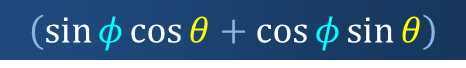 (sin ϕ cos θ + cos ϕ sin θ)